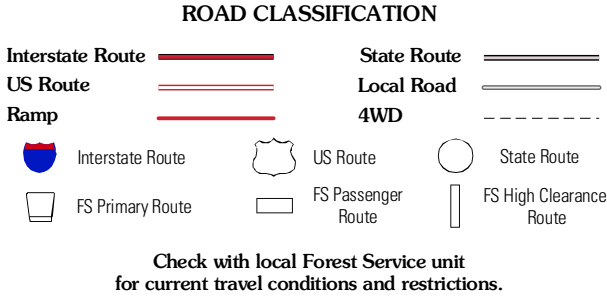 ROAD CLASSIFICATION
Interstate Route
State Route
US Route
Local Road
Ramp
4WD
Interstate Route
US Route
State Route
FS Primary Route
FS Passenger
Route
FS High Clearance
Route
Check with local Forest Service unit
for current travel conditions and restrictions.